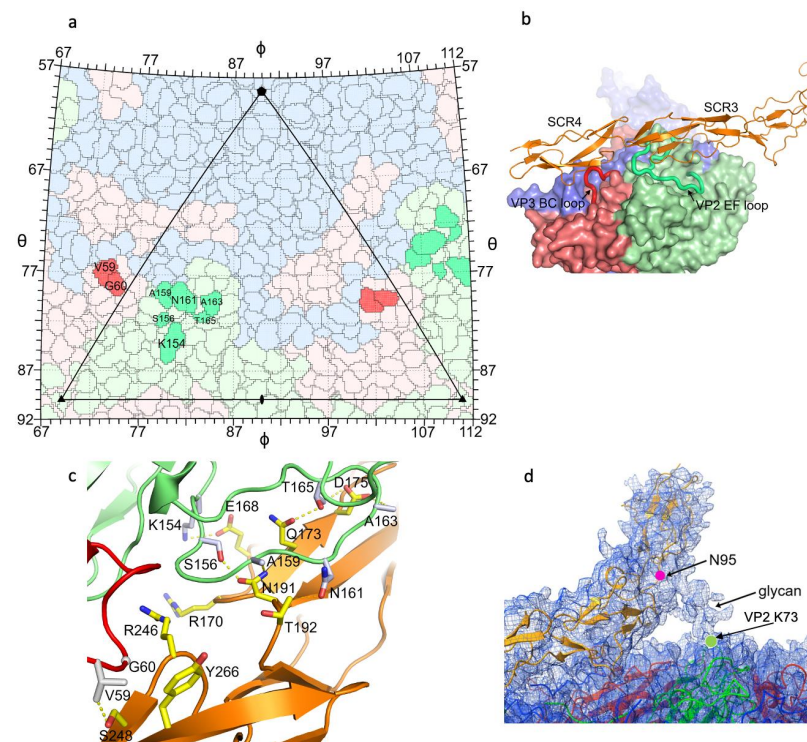 a
ϕ
67 77 87 97 107 112
57 57
67 67
θ θ
77 77
V59
G60
A159 N161 A163
S156 T165
K154
87 87
92 92
67 77 87 97 107 112
ϕ
b
SCR4 SCR3
VP3 BC loop VP2 EF loop
c
K154 E168 T165 D175
Q173 A163
S156 A159
N191 N161
R170
R246 T192
G60 Y266
V59
S248
d
N95
glycan
VP2 K73